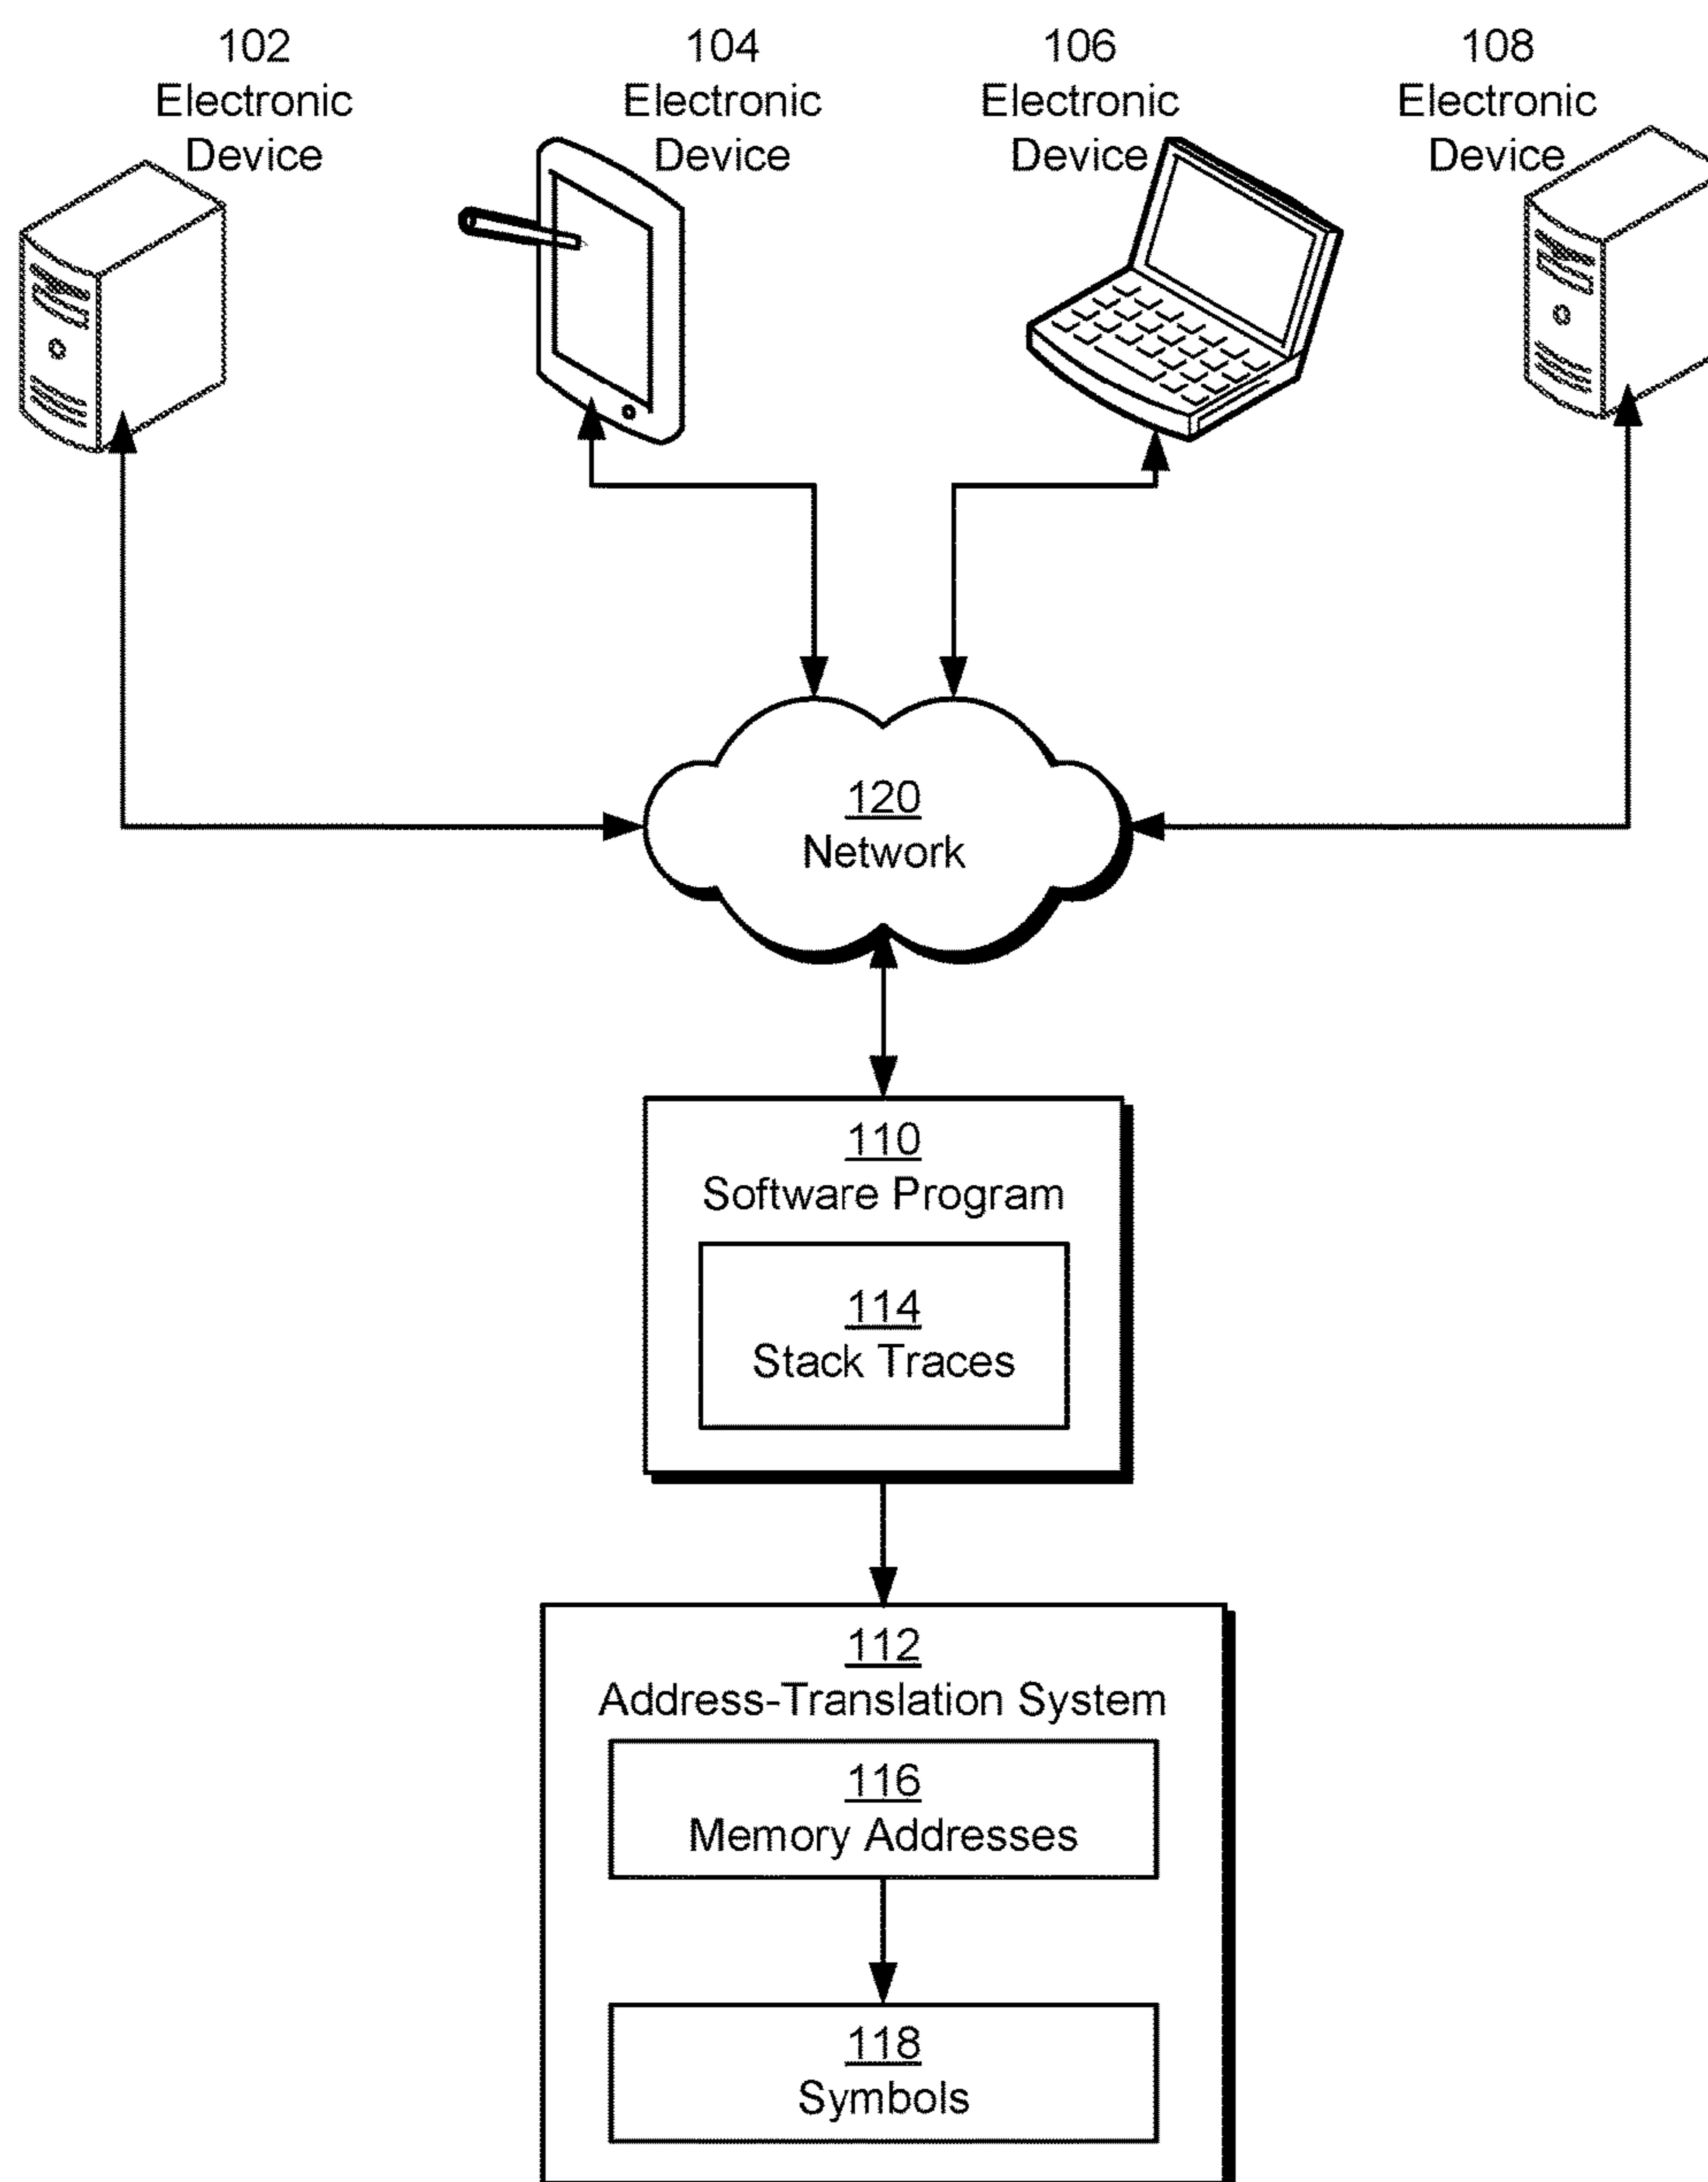 102
Electronic
Device
104
Electronic
Device
106
Electronic
Device
108
Electronic
Device
120
Network
110
Software Program
114
Stack Traces
112
Address-Translation System
116
Memory Addresses
118
Symbols